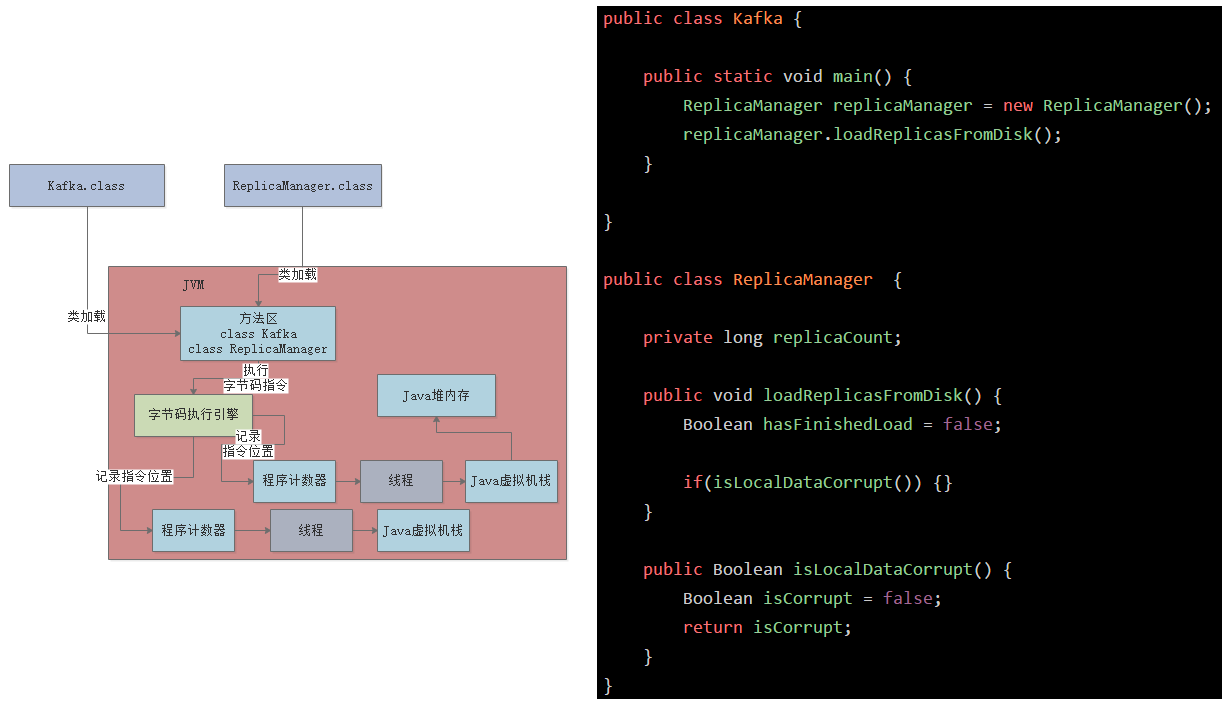 Kafka.class
ReplicaManager.class
类加载
JVM
类加载
方法区
class Kafka
class ReplicaManager
执行
字节码指令
Java堆内存
字节码执行引擎
记录
指令位置
记录指令位置
程序计数器
线程
Java虚拟机栈
程序计数器
线程
Java虚拟机栈
public class Kafka {
public static void main() {
ReplicaManager replicaManager = new ReplicaManager();
replicaManager.loadReplicasFromDisk();
}
}
public class ReplicaManager  {
private long replicaCount;
public void loadReplicasFromDisk() {
Boolean hasFinishedLoad = false;
if(isLocalDataCorrupt()) {}
}
public Boolean isLocalDataCorrupt() {
Boolean isCorrupt = false;
return isCorrupt;
}
}